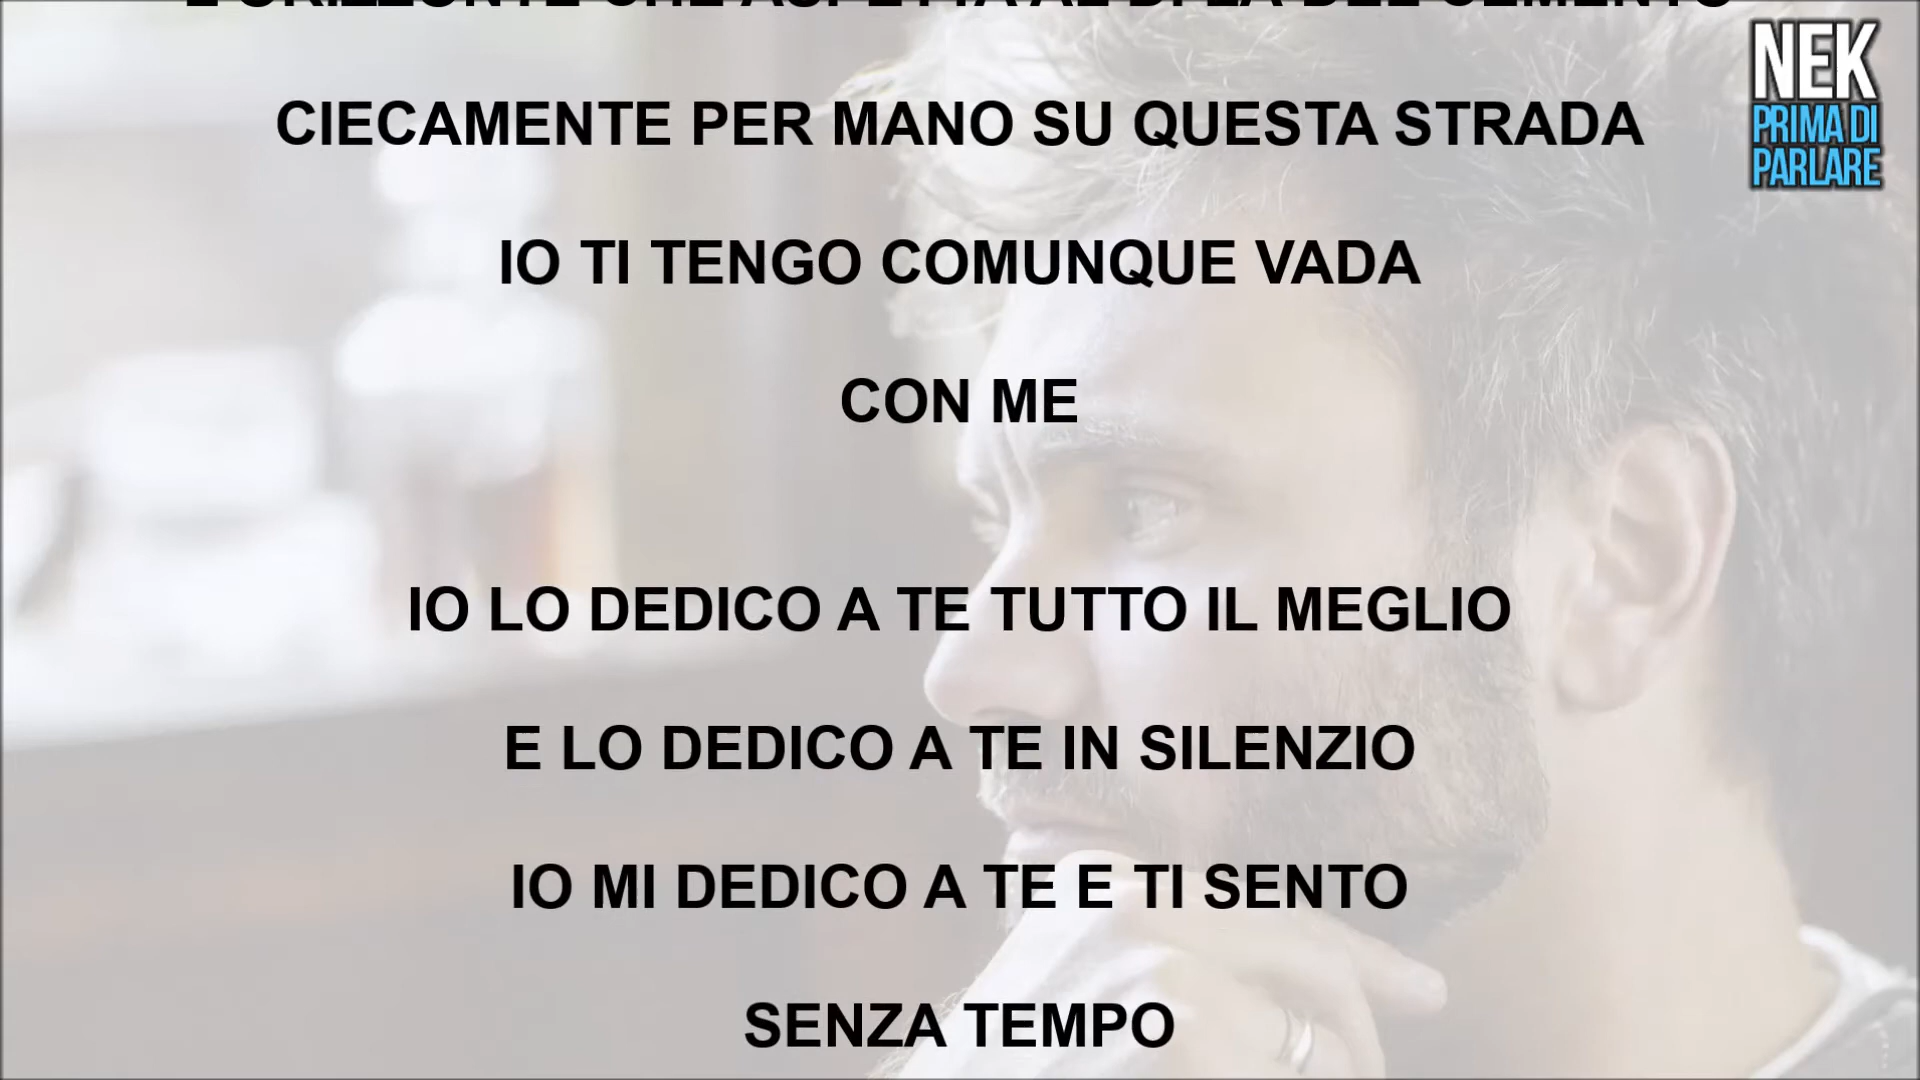 CIECAMENTE PER MANO SU QUESTA STRADA
IO TI TENGO COMUNQUE VADA
CON ME
IO LO DEDICO A TE TUTTO IL MEGLIO
E LO DEDICO A TE IN SILENZIO
IO MI DEDICO A TE E TI SENTO
SENZA TEMPO
NEK
PRIMA DI
PARLARE